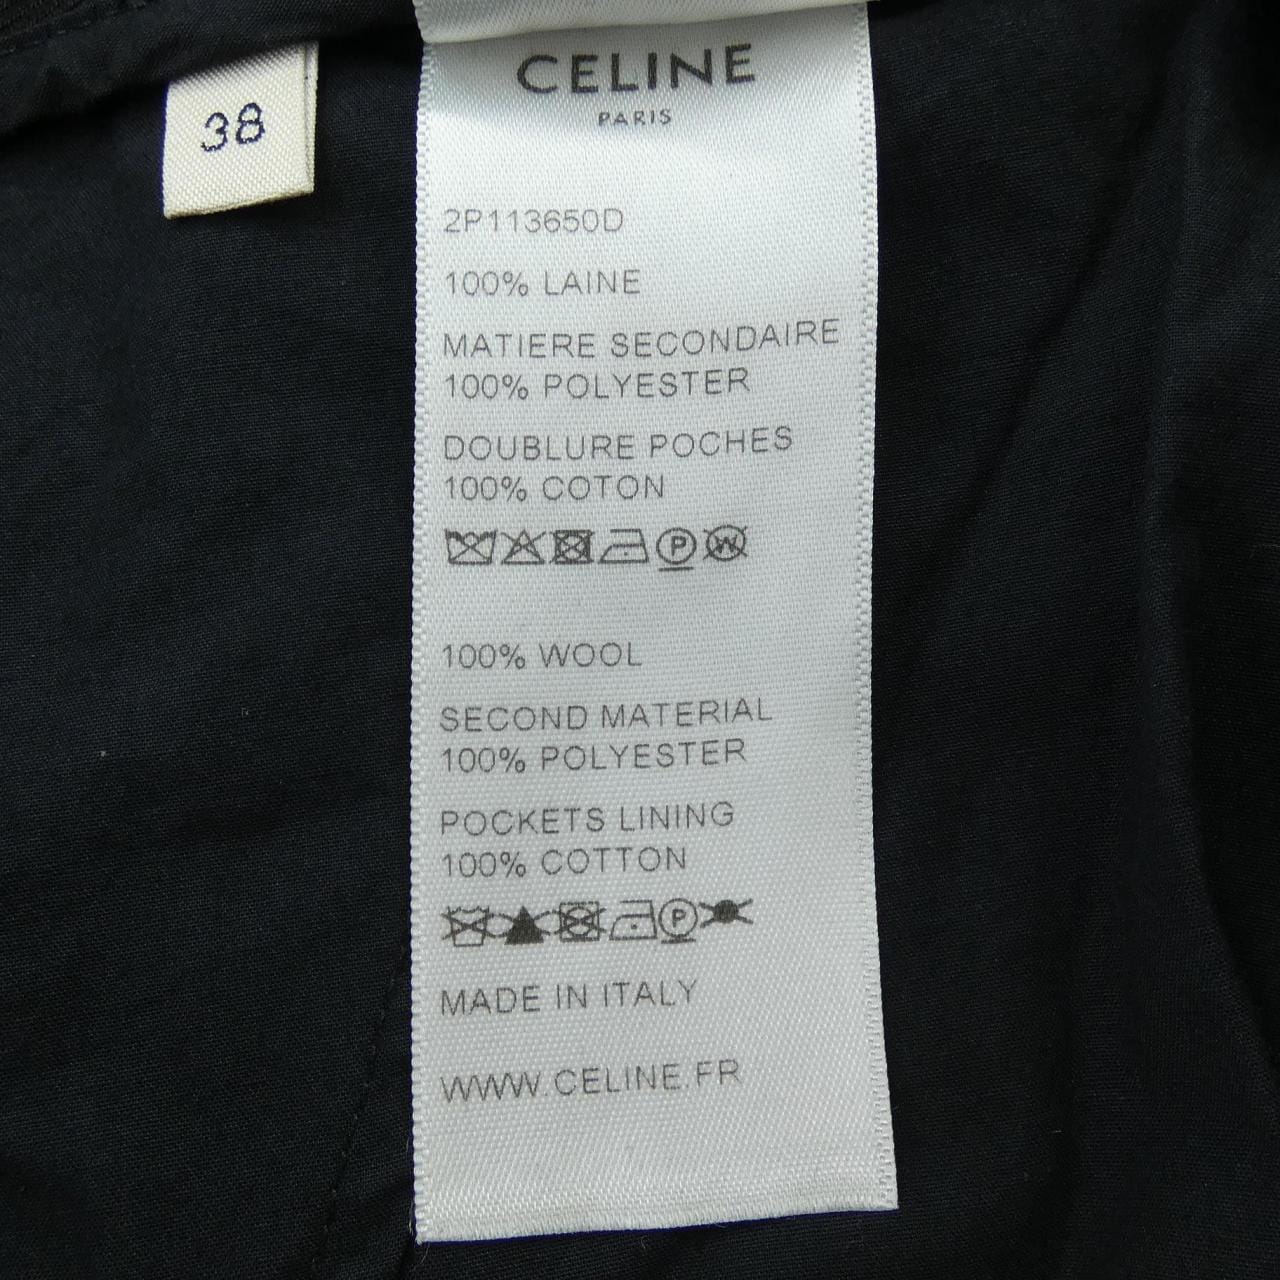 38
CELINE
PARIS
2P113650D
100% LAINE
MATIERE SECONDAIRE
100% POLYESTER
DOUBLURE POCHES
100% COTON
P W
100% WOOL
SECOND MATERIAL
100% POLYESTER
POCKETS LINING
100% COTTON
P
MADE IN ITALY
WWW.CELINE.FR